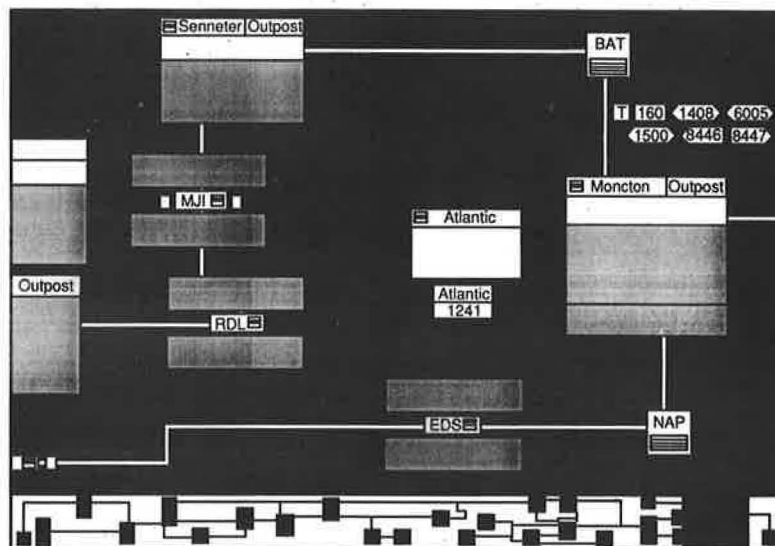 Senneter Outpost
BAT
T 160 1408 6005
1500 8446 8447
MJI
Moncton Outpost
Atlantic
Outpost
Atlantic
1241
RDL
EDS
NAP